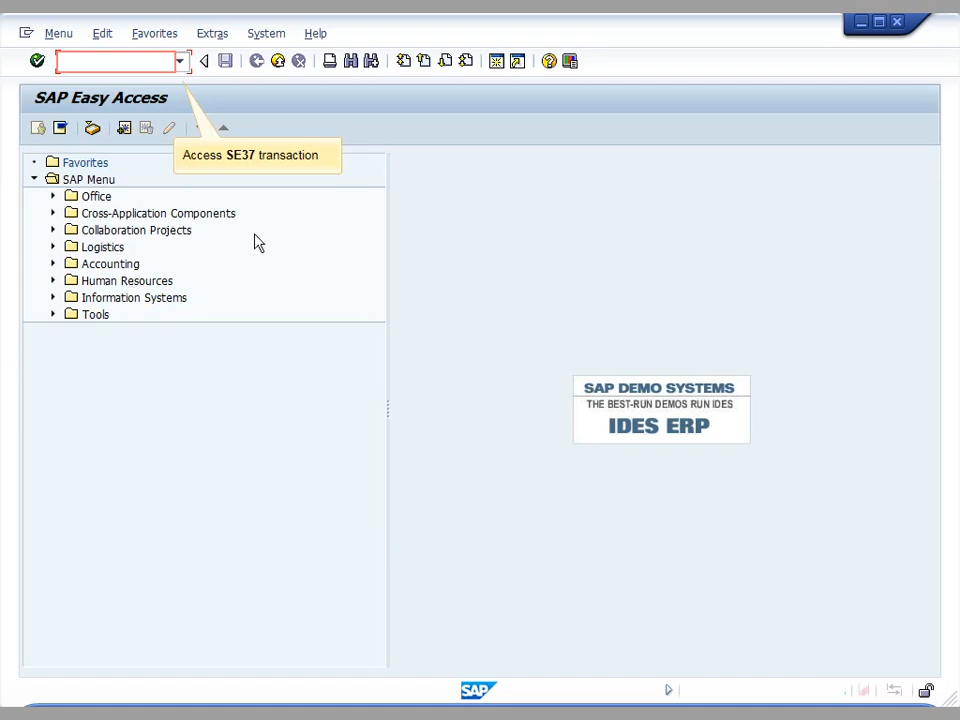 Menu Edit Favorites Extras System Help
SAP Easy Access
Access SE37 transaction
Favorites
SAP Menu
Office
Cross-Application Components
Collaboration Projects
Logistics
Accounting
Human Resources
Information Systems
Tools
SAP DEMO SYSTEMS
THE BEST-RUN DEMOS RUN IDES
IDES ERP
SAP